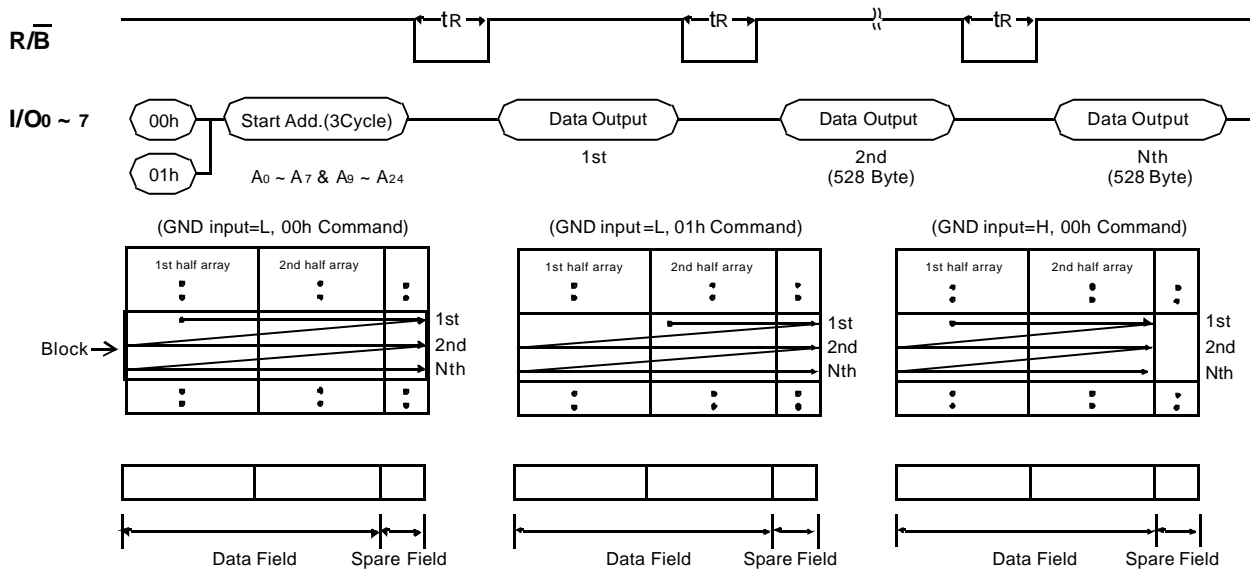 tR tR tR
R/B
I/O0 ~ 7 00h Start Add.(3Cycle) Data Output Data Output Data Output
01h
A0 ~ A7 & A9 ~ A24
1st
2nd
(528 Byte)
Nth
(528 Byte)
(GND input=L, 00h Command)
1st half array 2nd half array
1st
Block
2nd
Nth
Data Field Spare Field
(GND input=L, 01h Command)
1st half array 2nd half array
1st
2nd
Nth
Data Field Spare Field
(GND input=H, 00h Command)
1st half array 2nd half array
1st
2nd
Nth
Data Field Spare Field